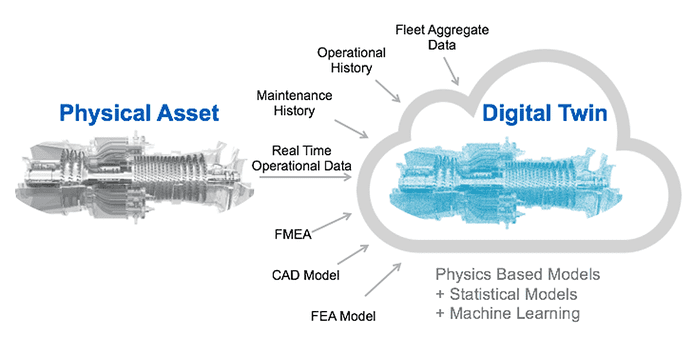 Fleet Aggregate
Data
Operational
History
Maintenance
History
Physical Asset
Digital Twin
Real Time
Operational Data
FMEA
CAD Model
FEA Model
Physics Based Models
+ Statistical Models
+ Machine Learning